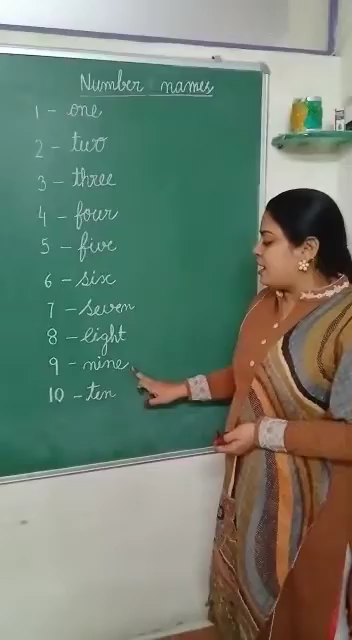 Number names
1 - one
2 - two
3 - three
4 - four
5 - five
6 - six
7 - seven
8 - eight
9 - nine
10 - ten